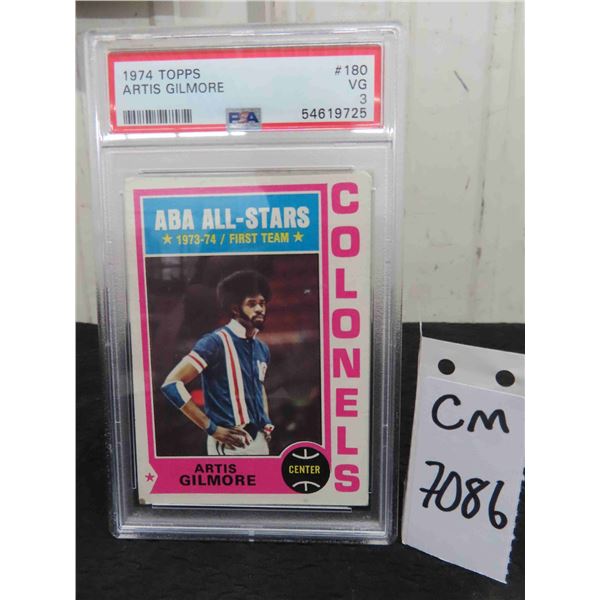 1974 TOPPS #180
ARTIS GILMORE VG
3
PSA 54619725
ABA ALL-STARS
★ 1973-74 / FIRST TEAM ★
COLONELS
ARTIS
GILMORE
CENTER
CM
7086